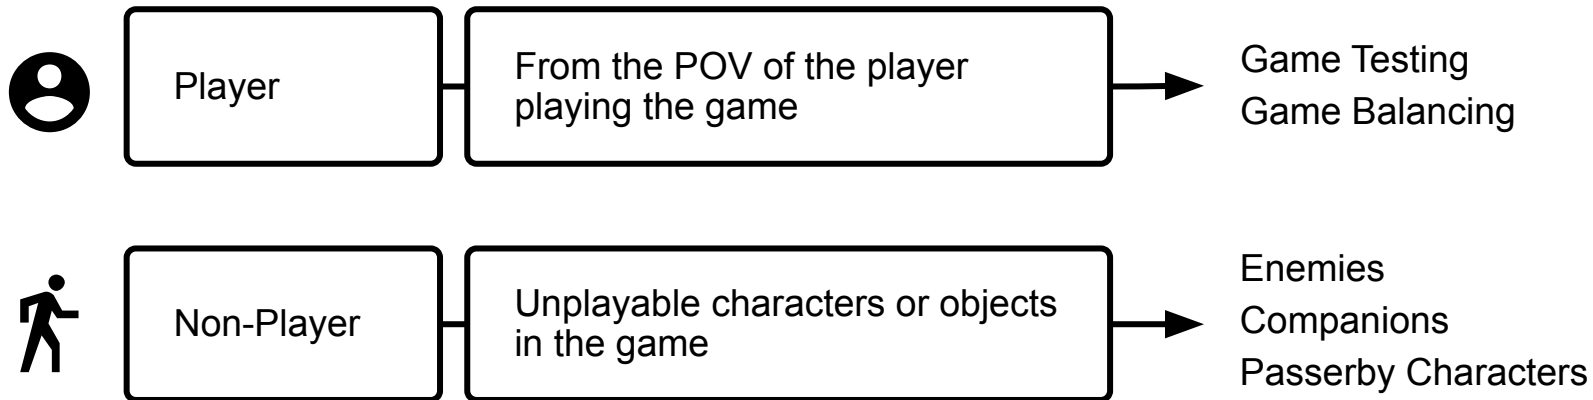 Player
From the POV of the player
playing the game
Game Testing
Game Balancing
Non-Player
Unplayable characters or objects
in the game
Enemies
Companions
Passerby Characters